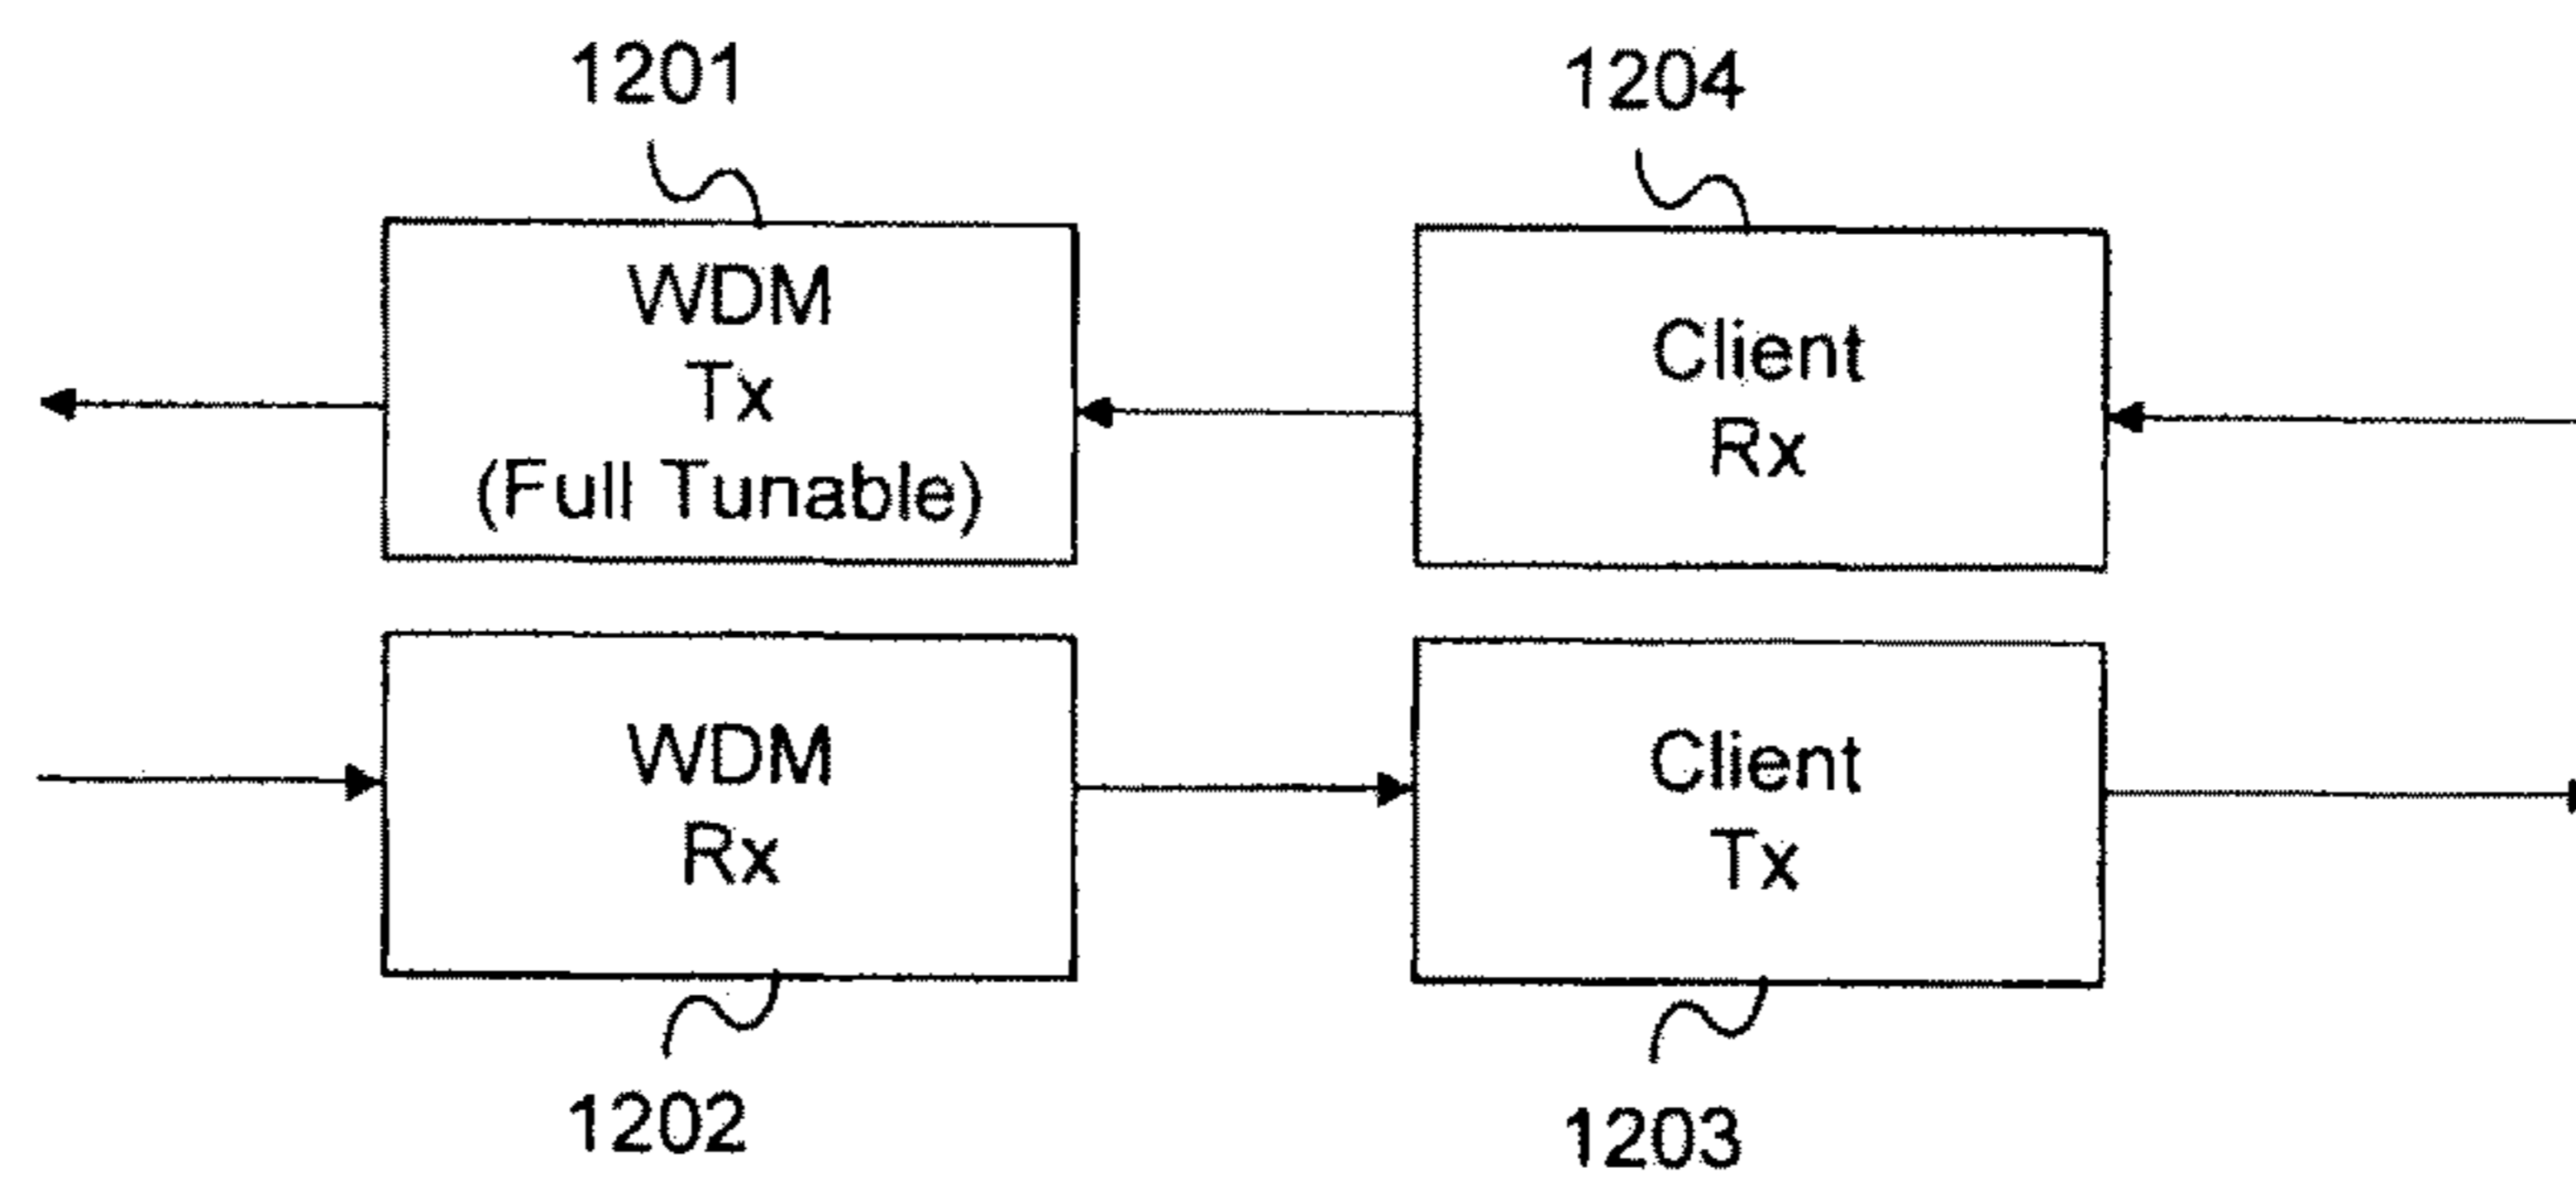 1201
1204
WDM
Tx
(Full Tunable)
Client
Rx
WDM
Rx
Client
Tx
1202
1203